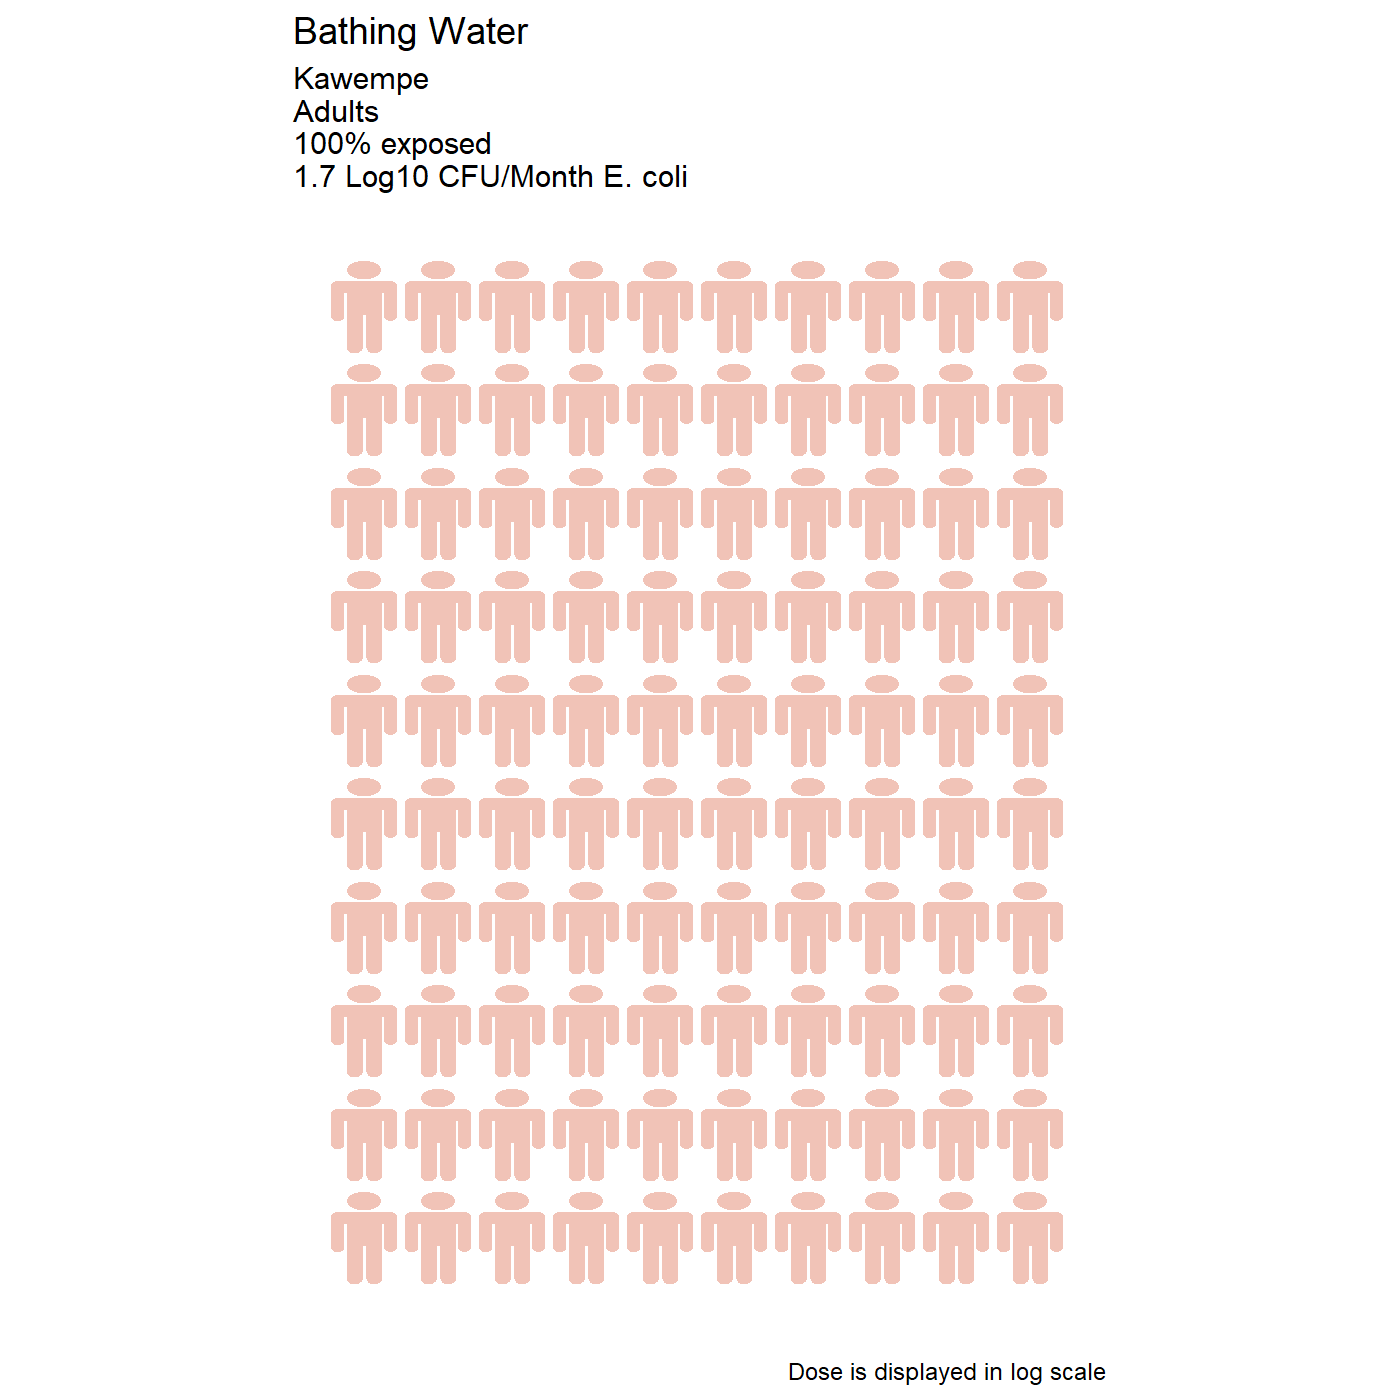 Bathing Water
Kawempe
Adults
100% exposed
1.7 Log10 CFU/Month E. coli
Dose is displayed in log scale